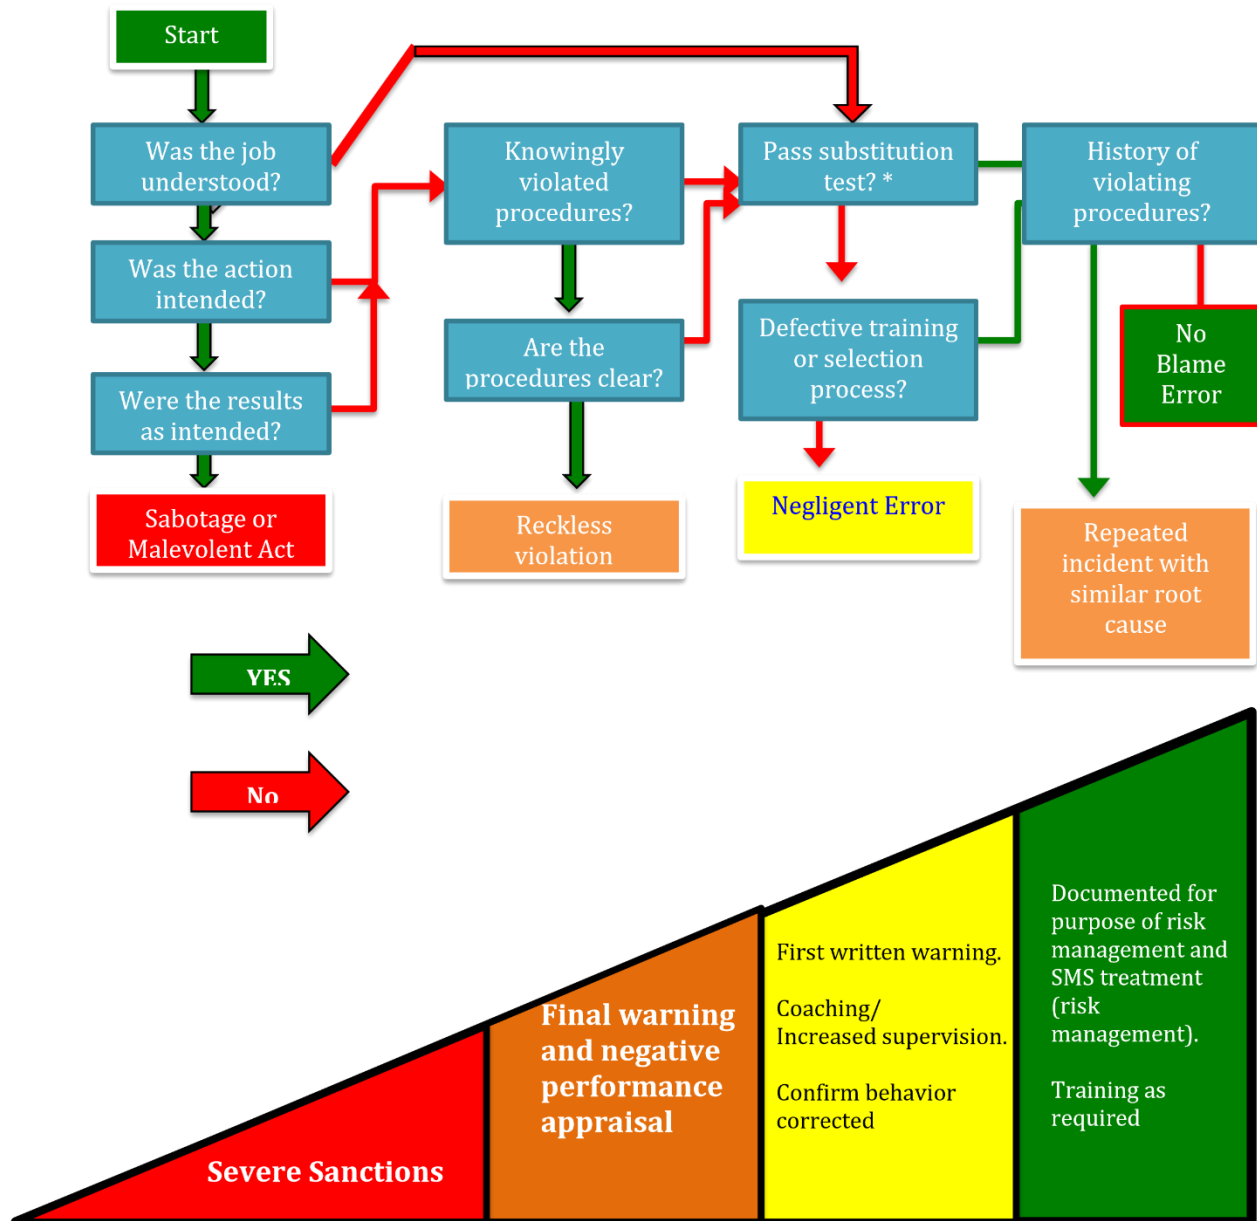 Start
Was the job
understood?
Was the action
intended?
Were the results
as intended?
Sabotage or
Malevolent Act
Knowingly
violated
procedures?
Are the
procedures clear?
Reckless
violation
Pass substitution
test? *
Defective training
or selection
process?
Negligent Error
History of
violating
procedures?
No
Blame
Error
Repeated
incident with
similar root
cause
YES
No
Severe Sanctions
Final warning
and negative
performance
appraisal
First written warning.
Coaching/
Increased supervision.
Confirm behavior
corrected
Documented for
purpose of risk
management and
SMS treatment
(risk
management).
Training as
required